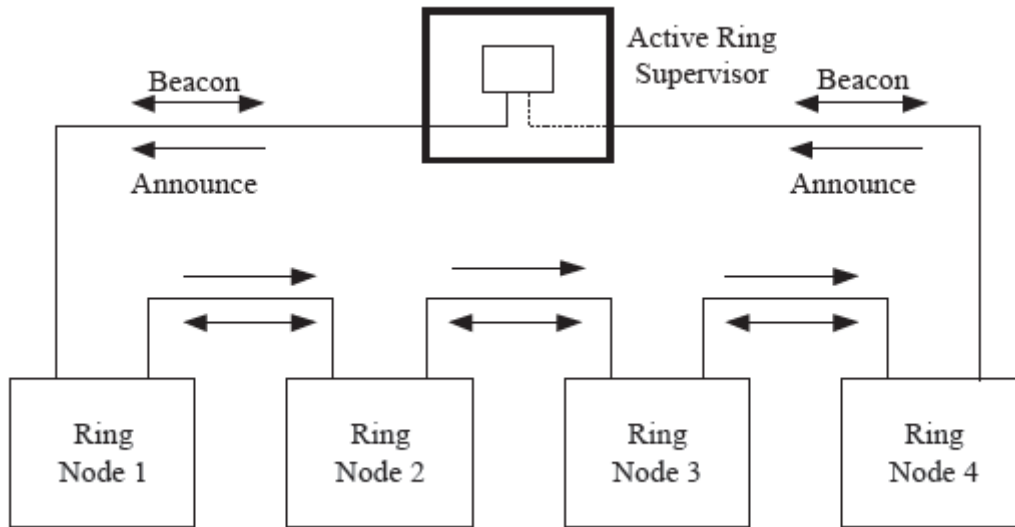 Active Ring
Supervisor
Beacon
Beacon
Announce
Announce
Ring
Node 1
Ring
Node 2
Ring
Node 3
Ring
Node 4